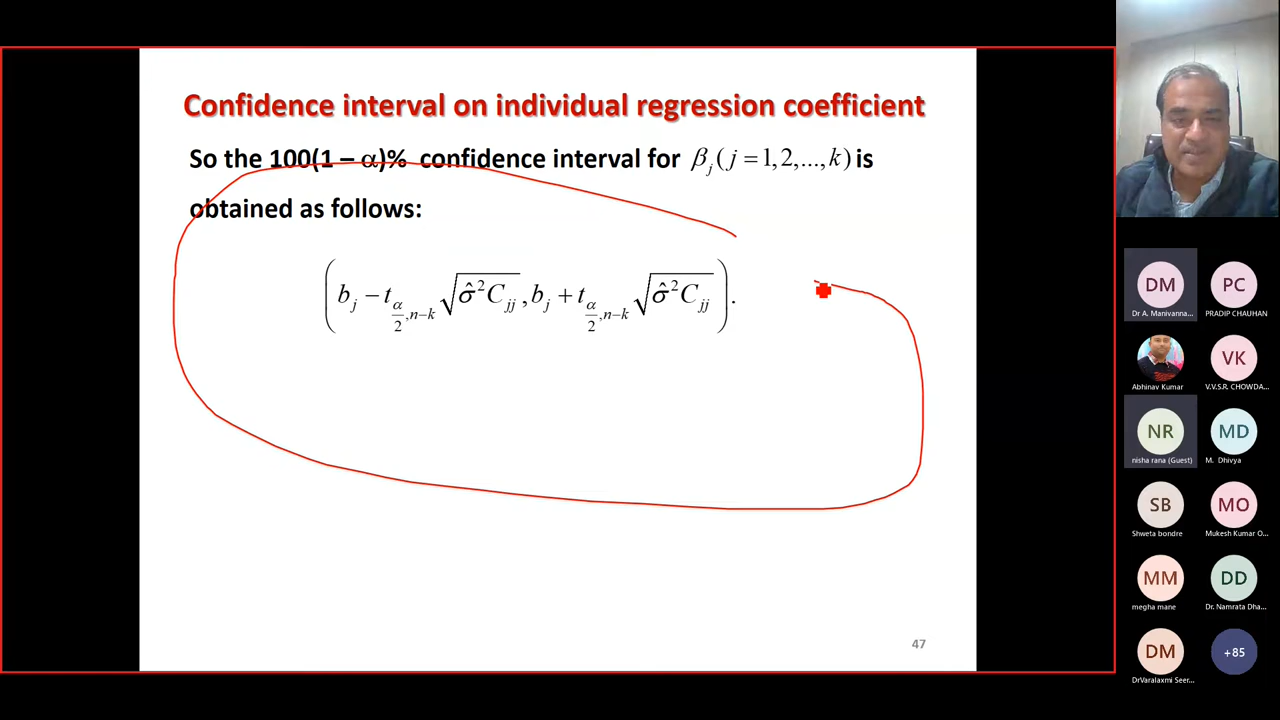 Confidence interval on individual regression coefficient
So the 100(1 – α)% confidence interval for β_j (j = 1, 2, ..., k) is
obtained as follows:
(b_j − t_{α/2, n−k} √(σ̂² C_jj), b_j + t_{α/2, n−k} √(σ̂² C_jj)).
47
DM
Dr A. Manivanna...
PC
PRADIP CHAUHAN
Abhinav Kumar
VK
V.V.S.R. CHOWDA...
NR
nisha rana (Guest)
MD
M. Dhivya
SB
Shweta bondre
MO
Mukesh Kumar O...
MM
megha mane
DD
Dr. Namrata Dha...
DM
DrVaralaxmi Seer...
+85